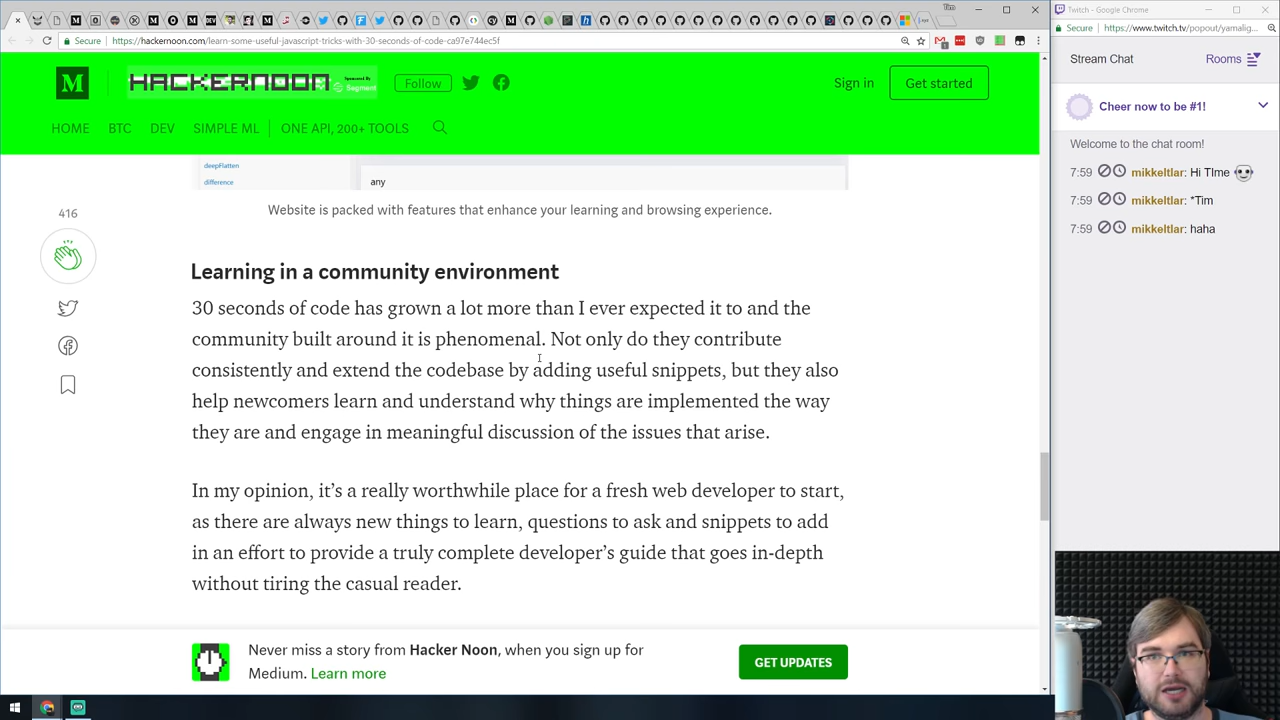 Tim
Secure
https://hackernoon.com/learn-some-useful-javascript-tricks-with-30-seconds-of-code-ca97e744ec5f
M
HACKERNOON
Sponsored By
Segment
Follow
Sign in
Get started
HOME
BTC
DEV
SIMPLE ML
ONE API, 200+ TOOLS
deepFlatten
difference
any
Website is packed with features that enhance your learning and browsing experience.
416
Learning in a community environment
30 seconds of code has grown a lot more than I ever expected it to and the
community built around it is phenomenal. Not only do they contribute
consistently and extend the codebase by adding useful snippets, but they also
help newcomers learn and understand why things are implemented the way
they are and engage in meaningful discussion of the issues that arise.
In my opinion, it's a really worthwhile place for a fresh web developer to start,
as there are always new things to learn, questions to ask and snippets to add
in an effort to provide a truly complete developer's guide that goes in-depth
without tiring the casual reader.
Never miss a story from Hacker Noon, when you sign up for
Medium. Learn more
GET UPDATES
Twitch - Google Chrome
Secure
https://www.twitch.tv/popout/yamalig...
Stream Chat
Rooms
Cheer now to be #1!
Welcome to the chat room!
7:59 mikkeltlar: Hi TIme
7:59 mikkeltlar: *Tim
7:59 mikkeltlar: haha